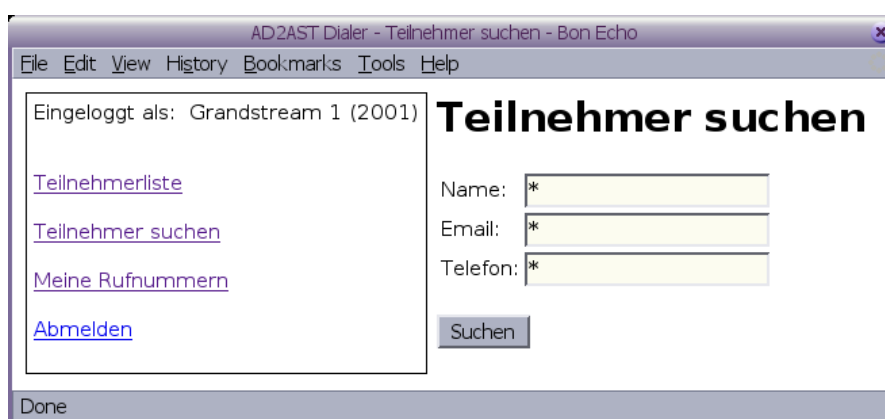 AD2AST Dialer - Teilnehmer suchen - Bon Echo
File Edit View History Bookmarks Tools Help
Eingeloggt als: Grandstream 1 (2001)
Teilnehmerliste
Teilnehmer suchen
Meine Rufnummern
Abmelden
Teilnehmer suchen
Name: *
Email: *
Telefon: *
Suchen
Done